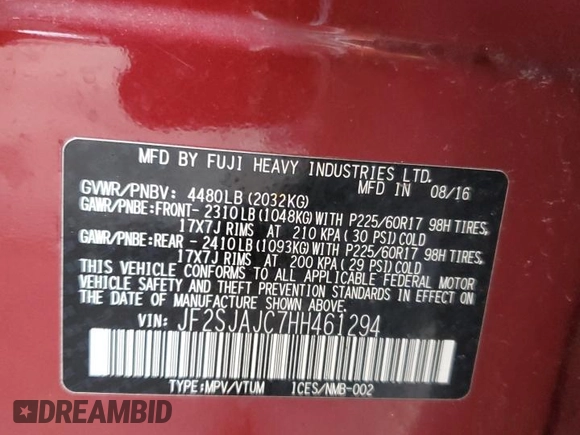 MFD BY FUJI HEAVY INDUSTRIES LTD.
MFD IN 08/16
GVWR/PNBV: 4480LB(2032KG)
GAWR/PNBE:FRONT- 2310LB(1048KG)WITH P225/60R17 98H TIRES,
17X7J RIMS AT 210 KPA(30 PSI)COLD
GAWR/PNBE:REAR - 2410LB(1093KG)WITH P225/60R17 98H TIRES,
17X7J RIMS AT 200 KPA(29 PSI)COLD
THIS VEHICLE CONFORMS TO ALL APPLICABLE FEDERAL MOTOR
VEHICLE SAFETY AND THEFT PREVENTION STANDARDS IN EFFECT
ON THE DATE OF MANUFACTURE SHOWN ABOVE.
VIN: JF2SJAJC7HH461294
TYPE:MPV/VTUM ICES/NMB-002
DREAMBID